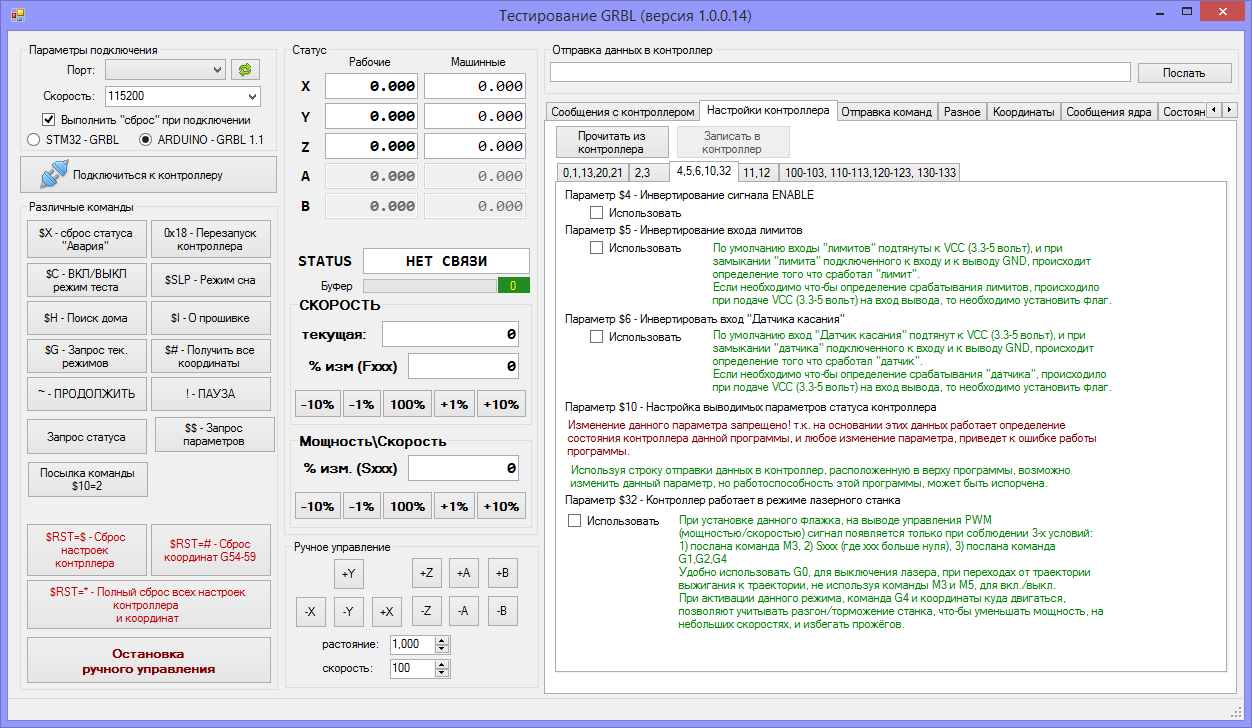 Тестирование GRBL (версия 1.0.0.14)
Параметры подключения
Порт:
Скорость:
115200
Выполнить "сброс" при подключении
STM32 - GRBL
ARDUINO - GRBL 1.1
Подключиться к контроллеру
Различные команды
$X - сброс статуса
"Авария"
0x18 - Перезапуск
контроллера
$C - ВКЛ/ВЫКЛ
режим теста
$SLP - Режим сна
$H - Поиск дома
$I - О прошивке
$G - Запрос тек.
режимов
$# - Получить все
координаты
~ - ПРОДОЛЖИТЬ
! - ПАУЗА
Запрос статуса
$$ - Запрос
параметров
Посылка команды
$10=2
$RST=$ - Сброс
настроек
контрллера
$RST=# - Сброс
координат G54-59
$RST=* - Полный сброс всех настроек
контроллера
и координат
Остановка
ручного управления
Статус
Рабочие
Машинные
X
0.000
0.000
Y
0.000
0.000
Z
0.000
0.000
A
0.000
0.000
B
0.000
0.000
STATUS
НЕТ СВЯЗИ
Буфер
0
СКОРОСТЬ
текущая:
0
% изм (Fxxx)
0
-10%
-1%
100%
+1%
+10%
Мощность\Скорость
% изм. (Sxxx)
0
-10%
-1%
100%
+1%
+10%
Ручное управление
+Y
+Z
+A
+B
-X
-Y
+X
-Z
-A
-B
растояние:
1,000
скорость:
100
Отправка данных в контроллер
Послать
Сообщения с контроллером
Настройки контроллера
Отправка команд
Разное
Координаты
Сообщения ядра
Состоян
Прочитать из
контроллера
Записать в
контроллер
0,1,13,20,21
2,3
4,5,6,10,32
11,12
100-103, 110-113,120-123, 130-133
Параметр $4 - Инвертирование сигнала ENABLE
Использовать
Параметр $5 - Инвертирование входа лимитов
Использовать
По умолчанию входы "лимитов" подтянуты к VCC (3.3-5 вольт), и при
замыкании "лимита" подключенного к входу и к выводу GND, происходит
определение того что сработал "лимит".
Если необходимо что-бы определение срабатывания лимитов, происходило
при подаче VCC (3.3-5 вольт) на вход вывода, то необходимо установить флаг.
Параметр $6 - Инвертировать вход "Датчика касания"
Использовать
По умолчанию вход "Датчик касания" подтянут к VCC (3.3-5 вольт), и при
замыкании "датчика" подключенного к входу и к выводу GND, происходит
определение того что сработал "датчик".
Если необходимо что-бы определение срабатывания "датчика", происходило
при подаче VCC (3.3-5 вольт) на вход вывода, то необходимо установить флаг.
Параметр $10 - Настройка выводимых параметров статуса контроллера
Изменение данного параметра запрещено! т.к. на основании этих данных работает определение
состояния контроллера данной программы, и любое изменение параметра, приведет к ошибке работы
программы.
Используя строку отправки данных в контроллер, расположенную в верху программы, возможно
изменить данный параметр, но работоспособность этой программы, может быть испорчена.
Параметр $32 - Контроллер работает в режиме лазерного станка
Использовать
При установке данного флажка, на выводе управления PWM
(мощностью/скоростью) сигнал появляется только при соблюдении 3-х условий:
1) послана команда M3, 2) Sxxx (где xxx больше нуля), 3) послана команда
G1,G2,G4
Удобно использовать G0, для выключения лазера, при переходах от траектории
выжигания к траектории, не используя команды M3 и M5, для вкл./выкл.
При активации данного режима, команда G4 и координаты куда двигаться,
позволяют учитывать разгон/торможение станка, что-бы уменьшать мощность, на
небольших скоростях, и избегать прожёгов.